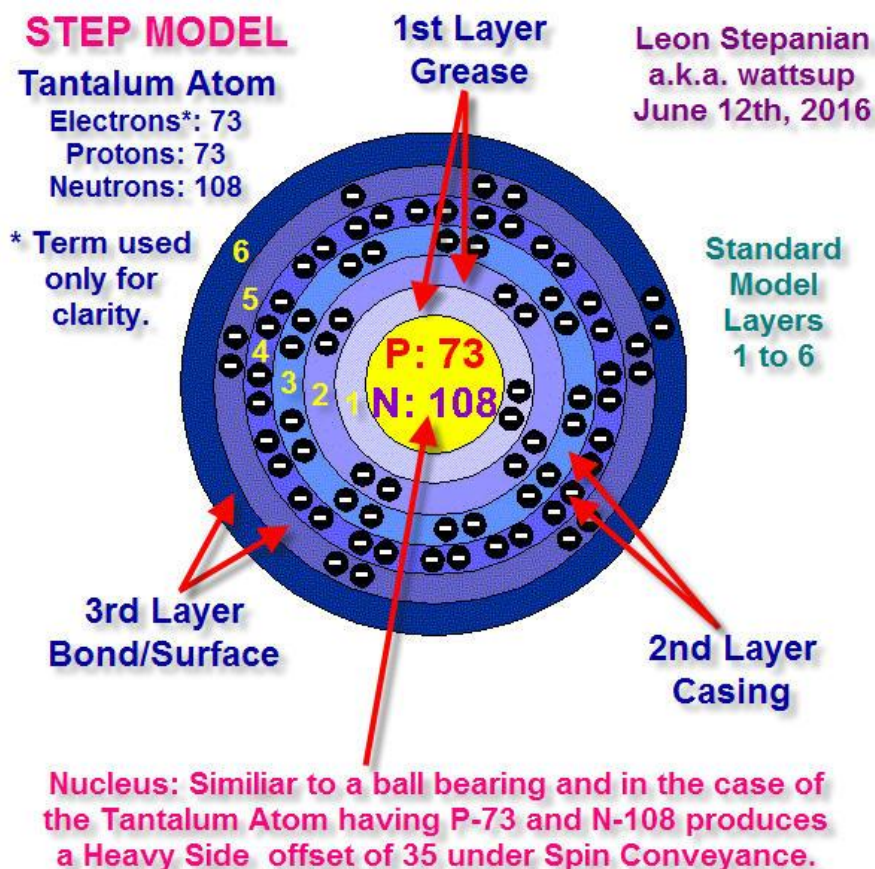 STEP MODEL
Tantalum Atom
Electrons*: 73
Protons: 73
Neutrons: 108
* Term used
only for
clarity.
1st Layer
Grease
Leon Stepanian
a.k.a. wattsup
June 12th, 2016
Standard
Model
Layers
1 to 6
6
5
4
3
2
1
P: 73
N: 108
3rd Layer
Bond/Surface
2nd Layer
Casing
Nucleus: Similiar to a ball bearing and in the case of
the Tantalum Atom having P-73 and N-108 produces
a Heavy Side offset of 35 under Spin Conveyance.